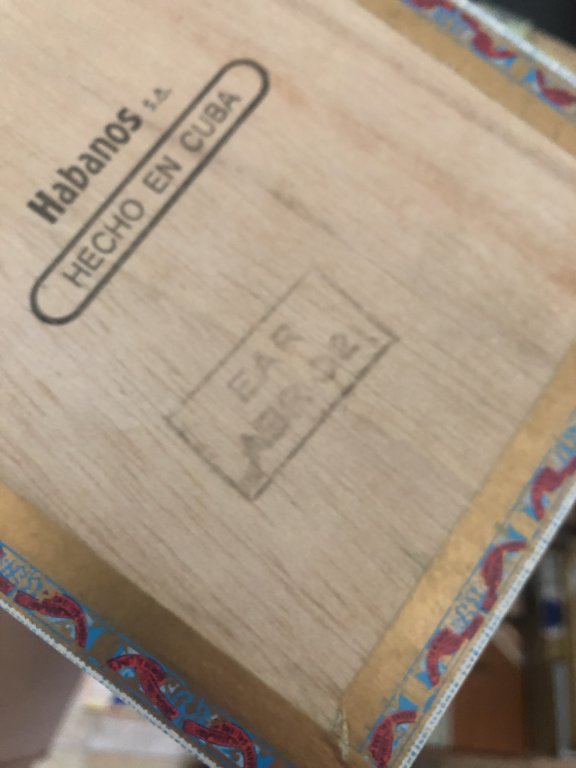 Habanos s.a.
HECHO EN CUBA
EAR
ABR 02